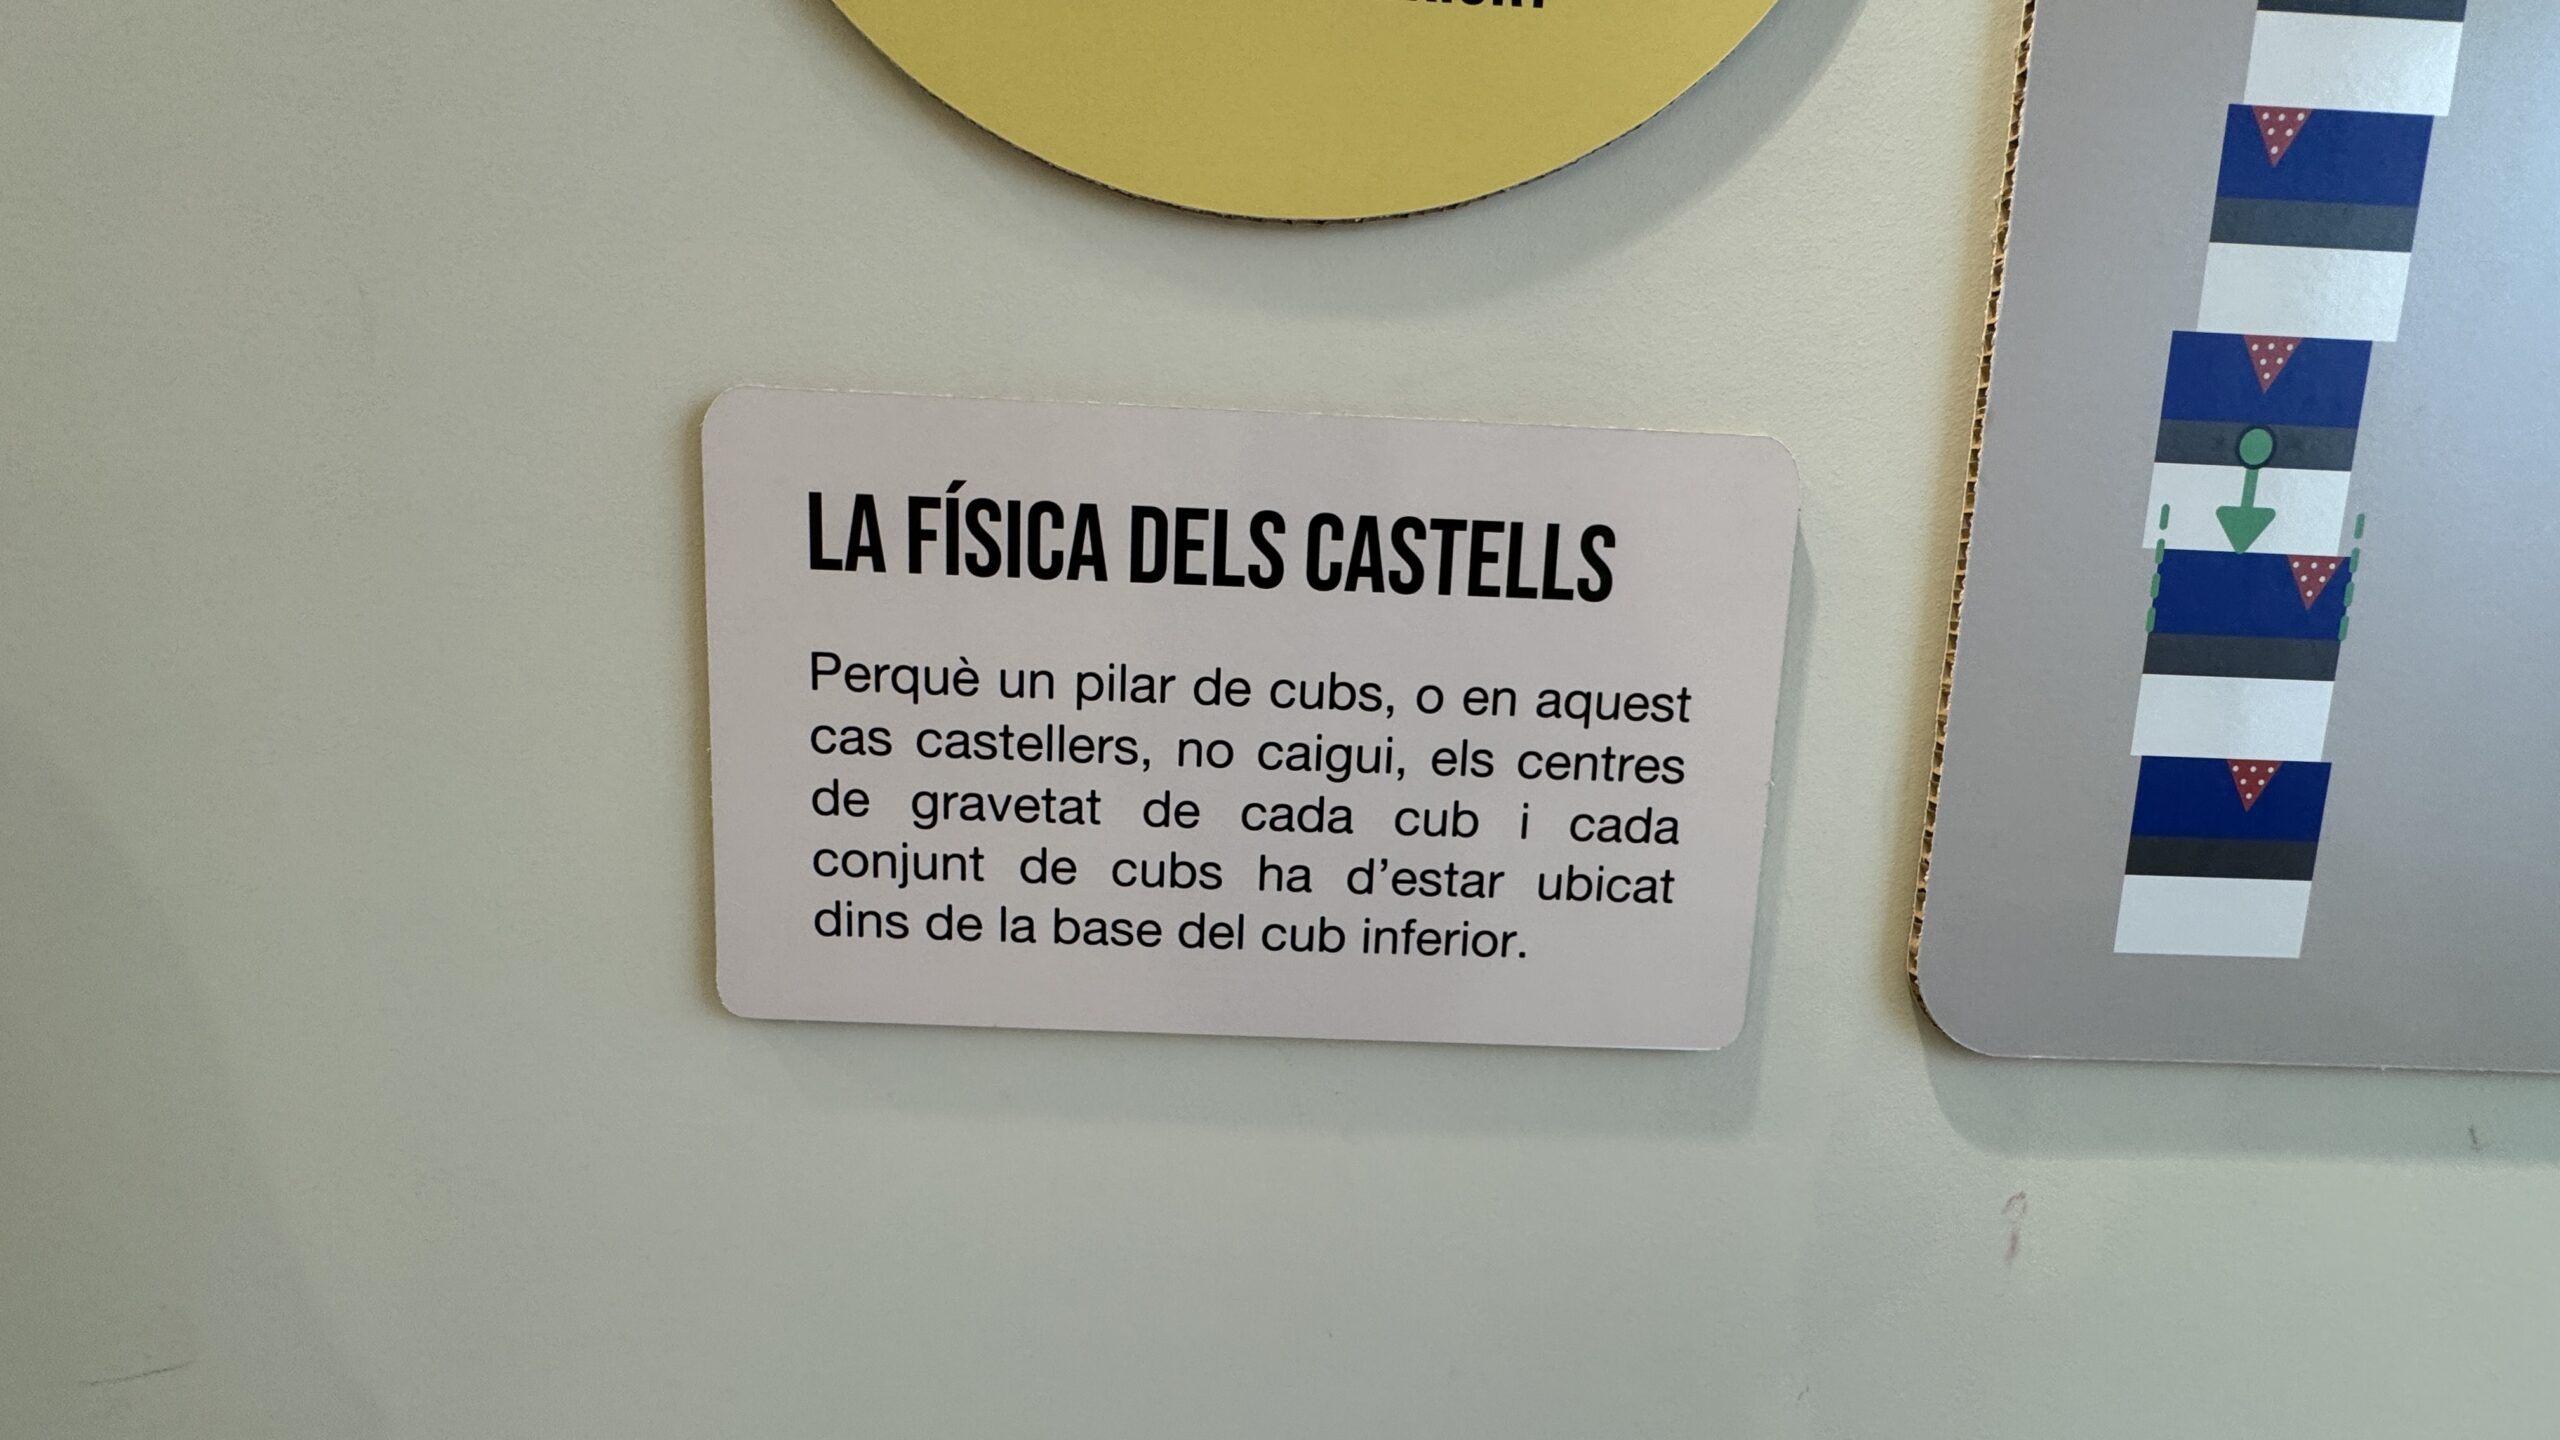 LA FÍSICA DELS CASTELLS
Perquè un pilar de cubs, o en aquest
cas castellers, no caigui, els centres
de gravetat de cada cub i cada
conjunt de cubs ha d’estar ubicat
dins de la base del cub inferior.